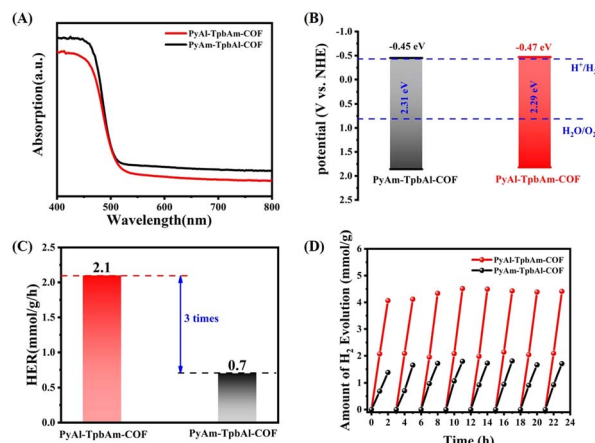 (A)
PyAl-TpbAm-COF
PyAm-TpbAl-COF
Absorption(a.u.)
400 500 600 700 800
Wavelength(nm)
(B)
-1.0
-0.5
0.0
0.5
1.0
1.5
2.0
2.5
potential (V vs. NHE)
-0.45 eV
-0.47 eV
H+/H2
2.31 eV
2.29 eV
H2O/O2
PyAm-TpbAl-COF
PyAl-TpbAm-COF
(C)
2.5
2.0
1.5
1.0
0.5
0.0
HER(mmol/g/h)
2.1
3 times
0.7
PyAl-TpbAm-COF
PyAm-TpbAl-COF
(D)
PyAl-TpbAm-COF
PyAm-TpbAl-COF
6
5
4
3
2
1
0
Amount of H2 Evolution (mmol/g)
0 2 4 6 8 10 12 14 16 18 20 22 24
Time (h)